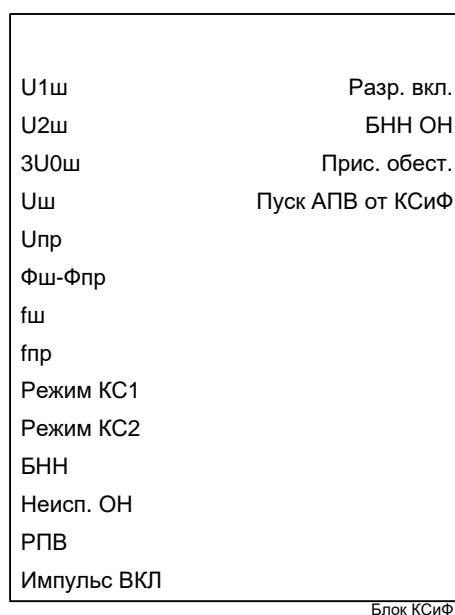 U1ш Разр. вкл.
U2ш БНН ОН
3U0ш Прис. обест.
Uш Пуск АПВ от КСиФ
Uпр
Фш-Фпр
fш
fпр
Режим КС1
Режим КС2
БНН
Неисп. ОН
РПВ
Импульс ВКЛ
Блок КСиФ